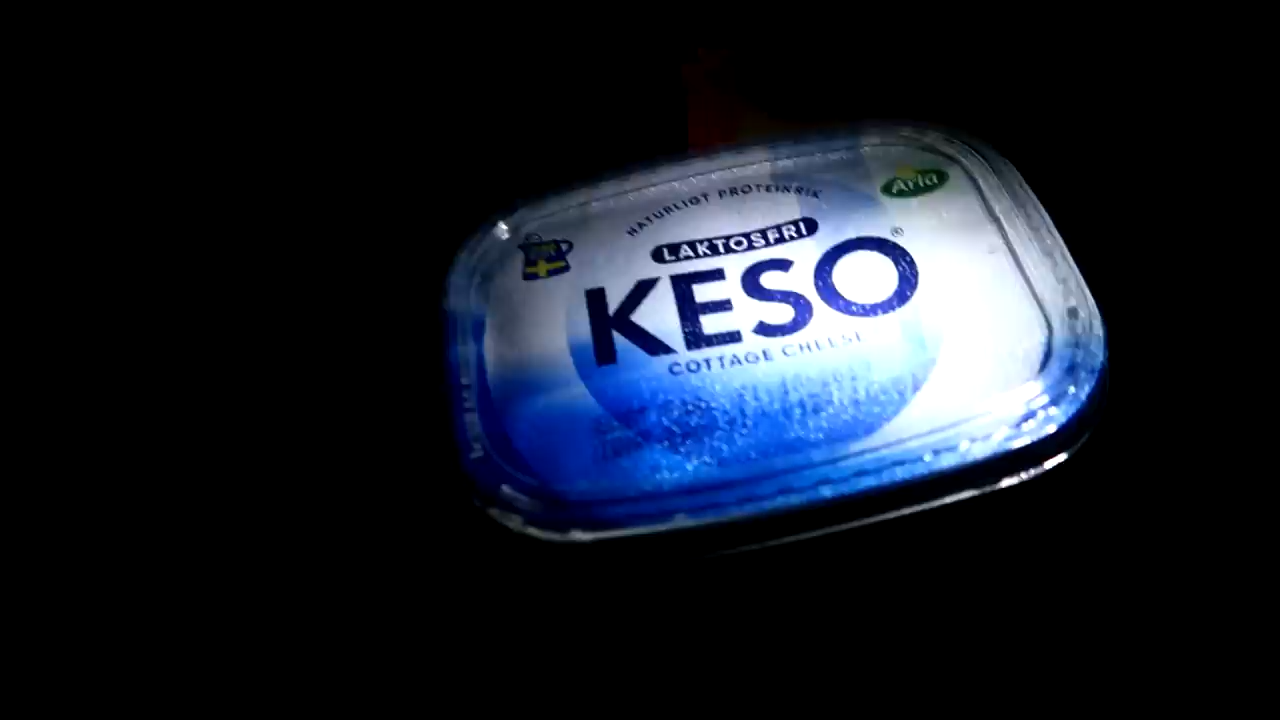 Arla
NATURLIGT PROTEINRIK
LAKTOSFRI
KESO®
COTTAGE CHEESE